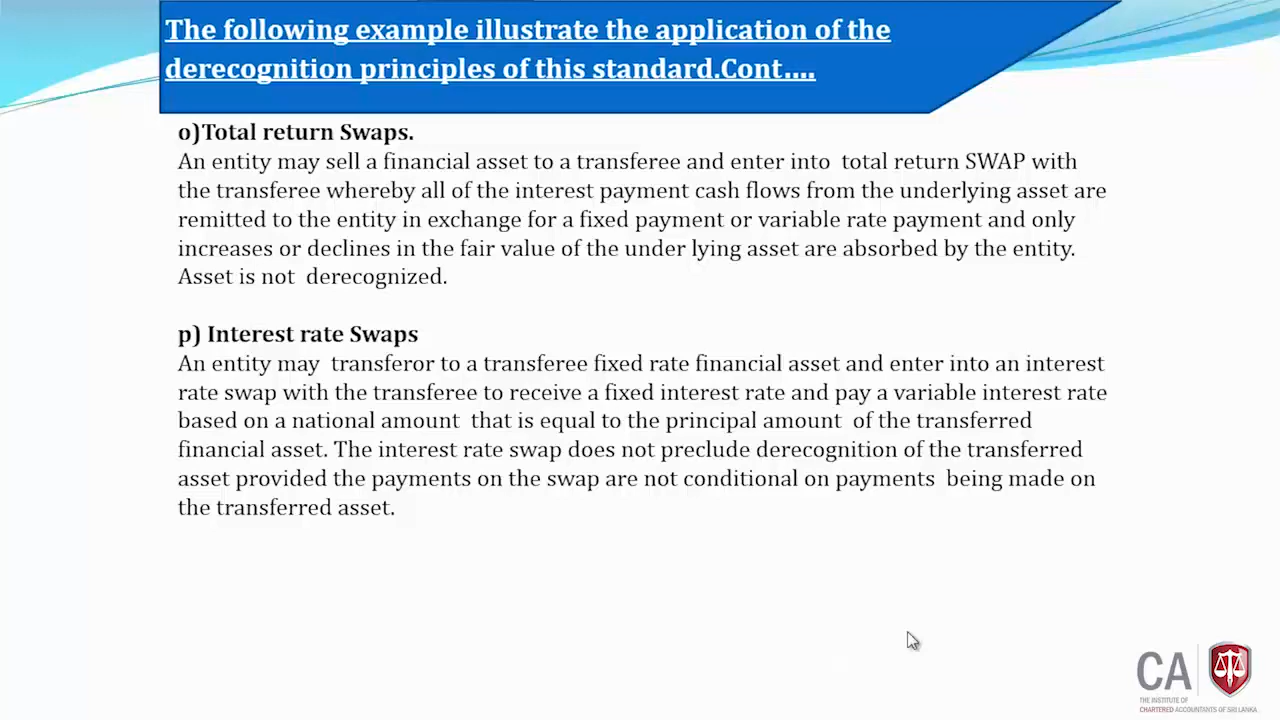 The following example illustrate the application of the
derecognition principles of this standard.Cont....
o)Total return Swaps.
An entity may sell a financial asset to a transferee and enter into total return SWAP with
the transferee whereby all of the interest payment cash flows from the underlying asset are
remitted to the entity in exchange for a fixed payment or variable rate payment and only
increases or declines in the fair value of the under lying asset are absorbed by the entity.
Asset is not derecognized.
p) Interest rate Swaps
An entity may transferor to a transferee fixed rate financial asset and enter into an interest
rate swap with the transferee to receive a fixed interest rate and pay a variable interest rate
based on a national amount that is equal to the principal amount of the transferred
financial asset. The interest rate swap does not preclude derecognition of the transferred
asset provided the payments on the swap are not conditional on payments being made on
the transferred asset.
CA
THE INSTITUTE OF
CHARTERED ACCOUNTANTS OF SRI LANKA